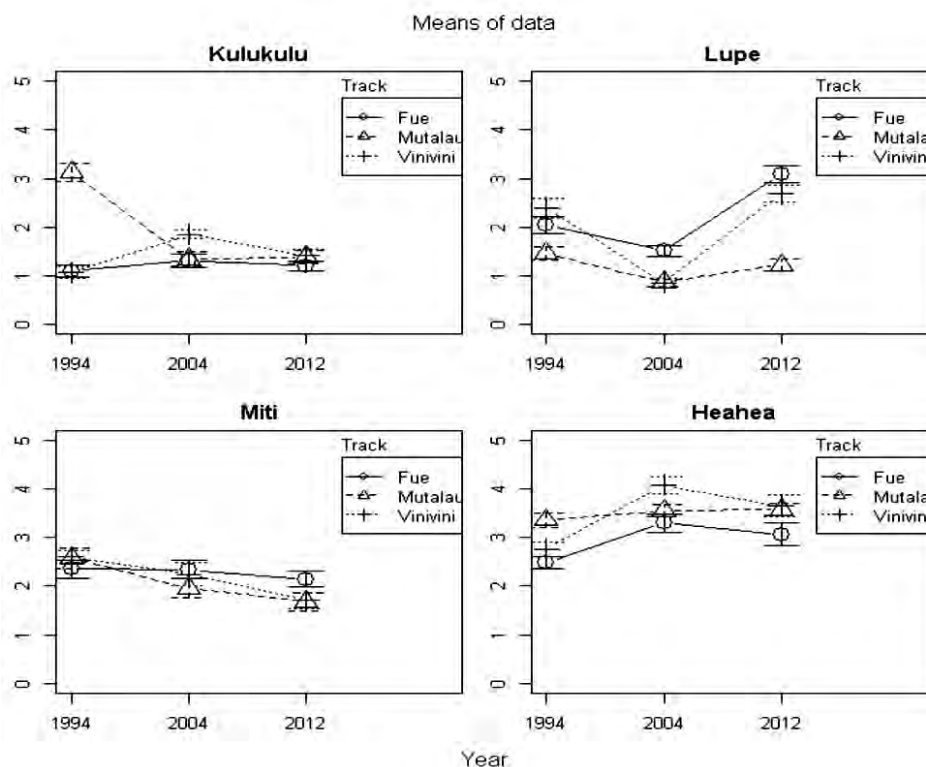 Means of data
Kulukulu
5
4
3
2
1
0
Track
Fue
Mutalau
Vinivini
1994
2004
2012
Lupe
5
4
3
2
1
0
Track
Fue
Mutalau
Vinivini
1994
2004
2012
Miti
5
4
3
2
1
0
Track
Fue
Mutalau
Vinivini
1994
2004
2012
Heahea
5
4
3
2
1
0
Track
Fue
Mutalau
Vinivini
1994
2004
2012
Year